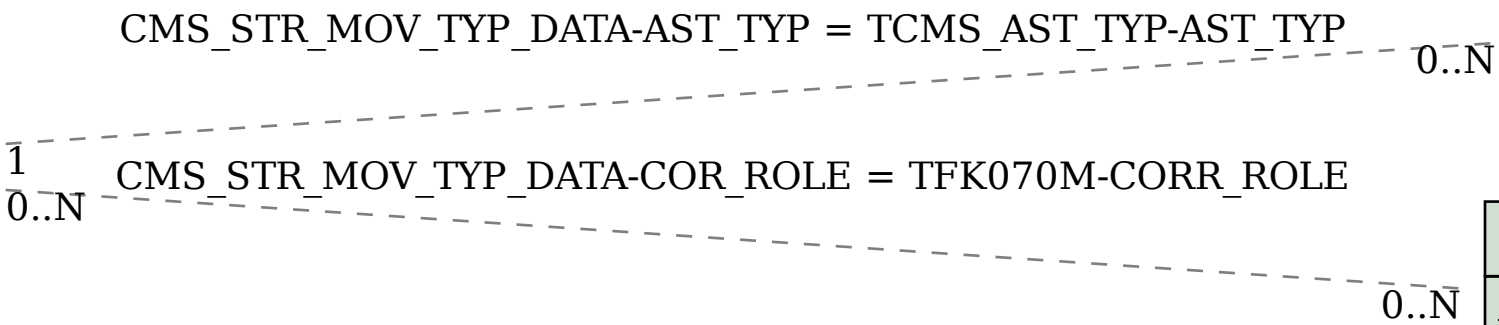 CMS_STR_MOV_TYP_DATA-AST_TYP = TCMS_AST_TYP-AST_TYP
0..N
1
CMS_STR_MOV_TYP_DATA-COR_ROLE = TFK070M-CORR_ROLE
0..N
0..N